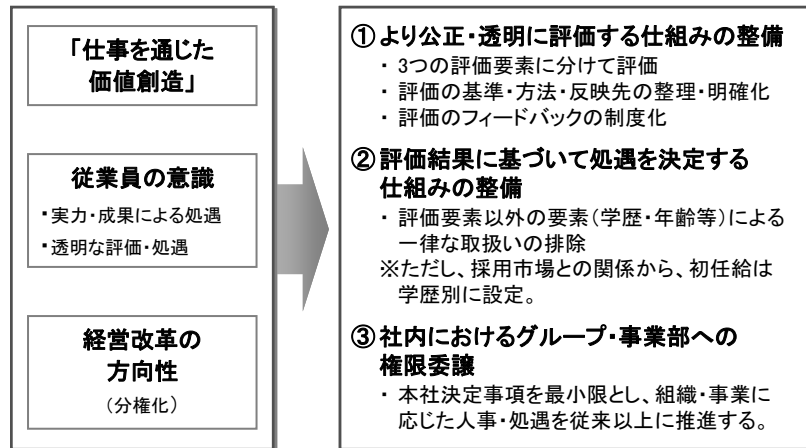 「仕事を通じた
価値創造」
従業員の意識
・実力・成果による処遇
・透明な評価・処遇
経営改革の
方向性
（分権化）
①より公正・透明に評価する仕組みの整備
・ 3つの評価要素に分けて評価
・ 評価の基準・方法・反映先の整理・明確化
・ 評価のフィードバックの制度化
②評価結果に基づいて処遇を決定する
仕組みの整備
・ 評価要素以外の要素（学歴・年齢等）による
一律な取扱いの排除
※ただし、採用市場との関係から、初任給は
学歴別に設定。
③社内におけるグループ・事業部への
権限委譲
・ 本社決定事項を最小限とし、組織・事業に
応じた人事・処遇を従来以上に推進する。